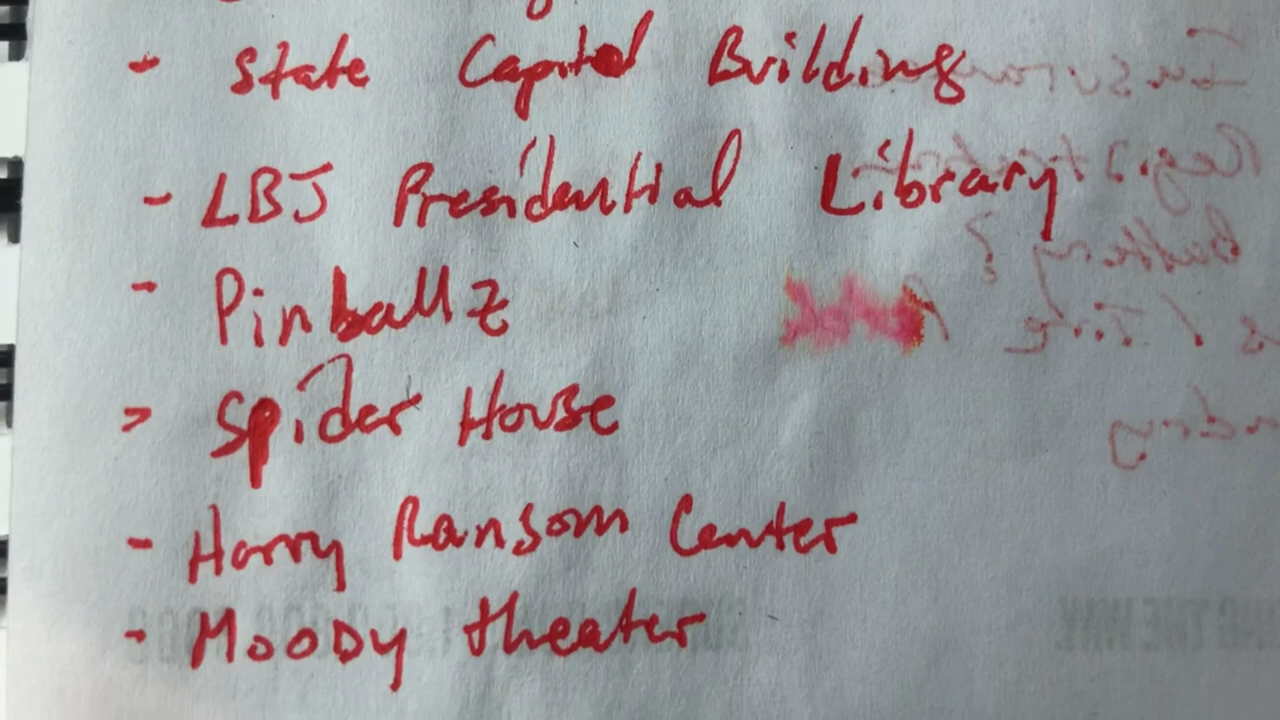 - State Capitol Building
- LBJ Presidential Library
- Pinballz
- Spider House
- Harry Ransom Center
- Moody theater